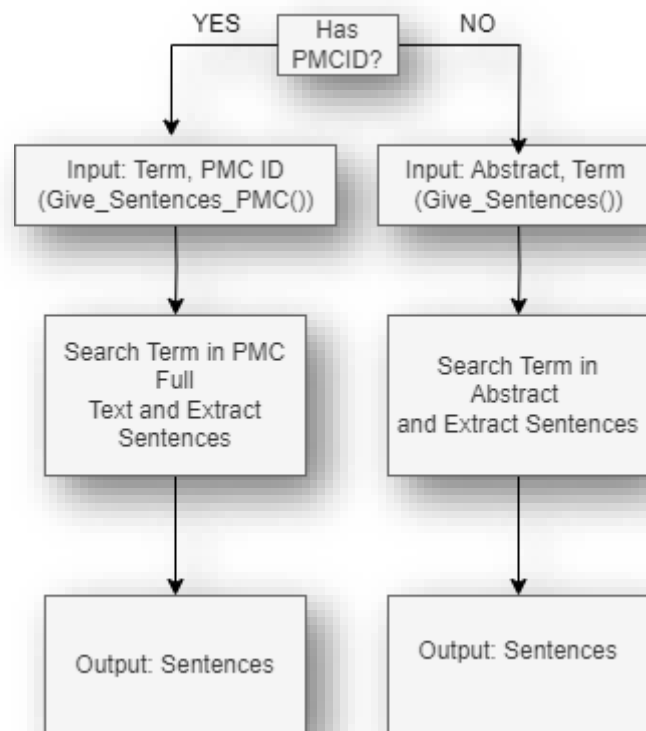 YES
Has
PMCID?
NO
Input: Term, PMC ID
(Give_Sentences_PMC())
Input: Abstract, Term
(Give_Sentences())
Search Term in PMC
Full
Text and Extract
Sentences
Search Term in
Abstract
and Extract Sentences
Output: Sentences
Output: Sentences